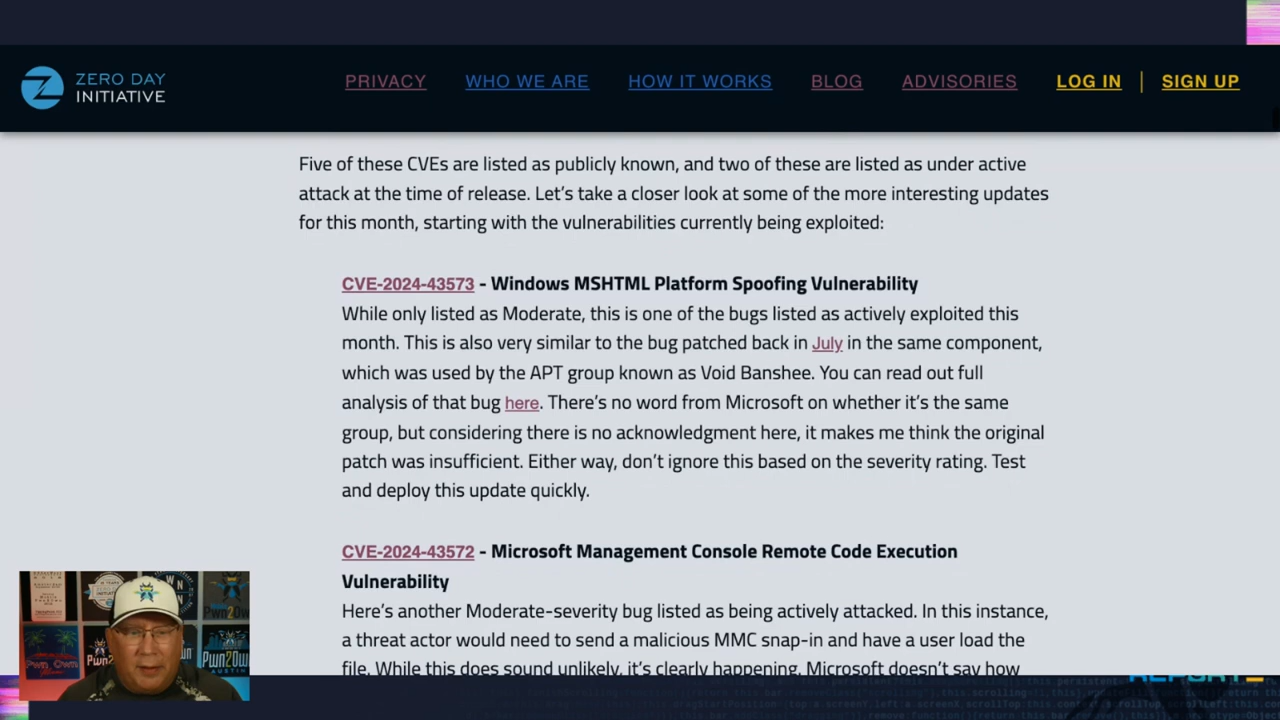 ZERO DAY
INITIATIVE
PRIVACY WHO WE ARE HOW IT WORKS BLOG ADVISORIES LOG IN | SIGN UP
Five of these CVEs are listed as publicly known, and two of these are listed as under active
attack at the time of release. Let’s take a closer look at some of the more interesting updates
for this month, starting with the vulnerabilities currently being exploited:
CVE-2024-43573 - Windows MSHTML Platform Spoofing Vulnerability
While only listed as Moderate, this is one of the bugs listed as actively exploited this
month. This is also very similar to the bug patched back in July in the same component,
which was used by the APT group known as Void Banshee. You can read out full
analysis of that bug here. There’s no word from Microsoft on whether it’s the same
group, but considering there is no acknowledgment here, it makes me think the original
patch was insufficient. Either way, don’t ignore this based on the severity rating. Test
and deploy this update quickly.
CVE-2024-43572 - Microsoft Management Console Remote Code Execution
Vulnerability
Here’s another Moderate-severity bug listed as being actively attacked. In this instance,
a threat actor would need to send a malicious MMC snap-in and have a user load the
file. While this does sound unlikely, it’s clearly happening. Microsoft doesn’t say how
Pwn2Own
AUSTIN